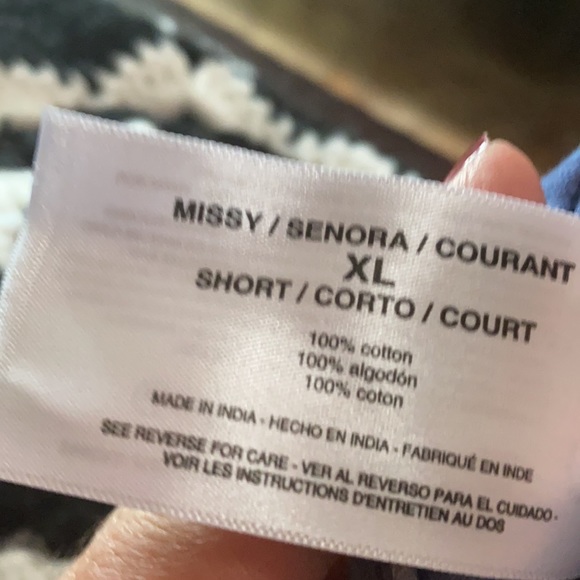 MISSY / SENORA / COURANT
XL
SHORT / CORTO / COURT
100% cotton
100% algodón
100% coton
MADE IN INDIA - HECHO EN INDIA - FABRIQUÉ EN INDE
SEE REVERSE FOR CARE - VER AL REVERSO PARA EL CUIDADO -
VOIR LES INSTRUCTIONS D'ENTRETIEN AU DOS